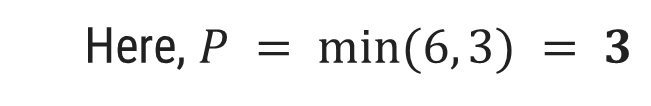 Here, P = min(6, 3) = 3